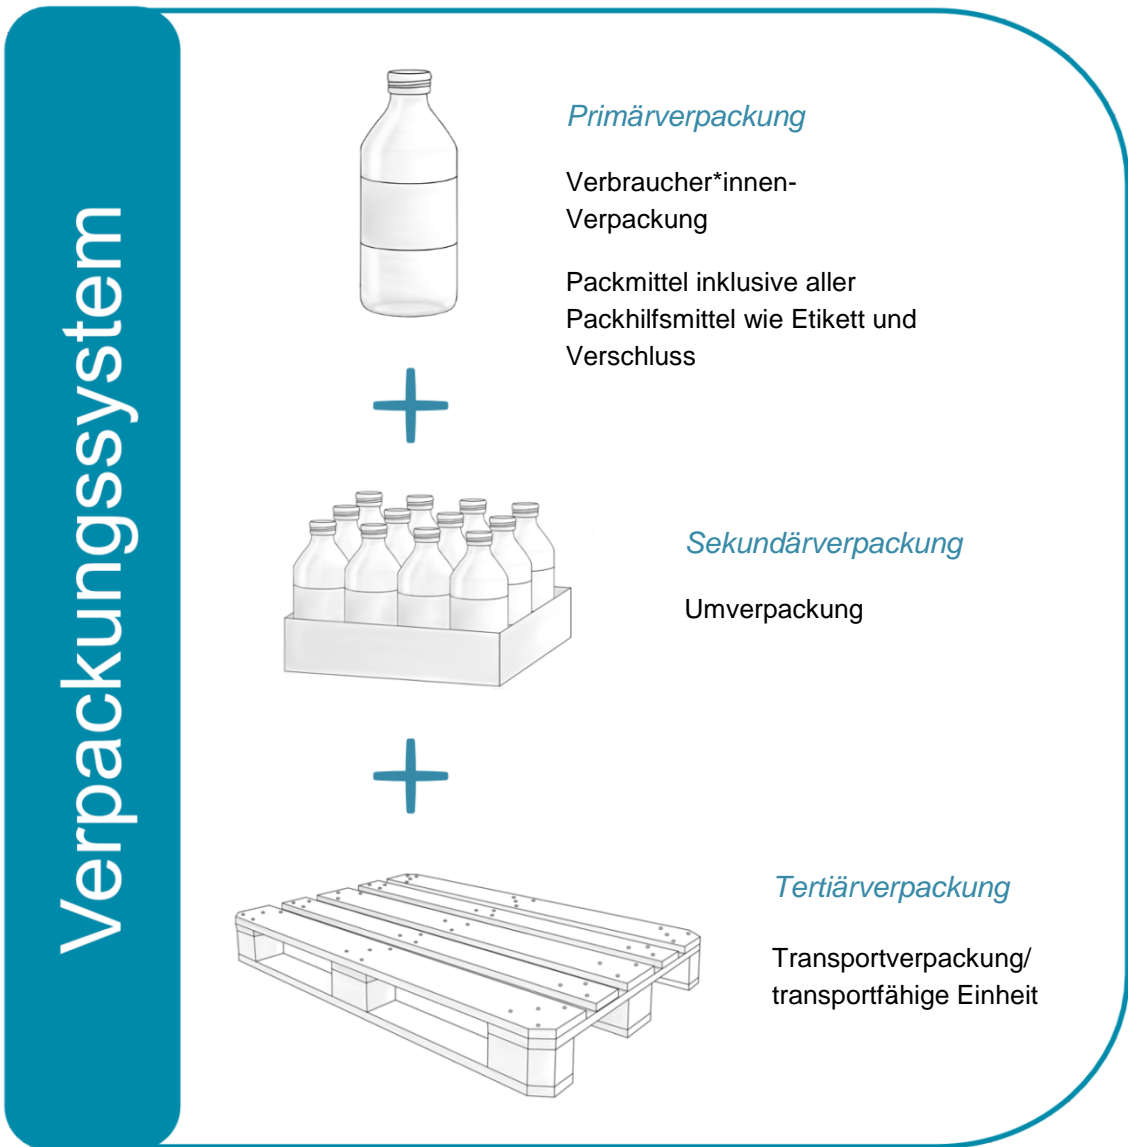 Verpackungssystem
Primärverpackung
Verbraucher*innen-
Verpackung
Packmittel inklusive aller
Packhilfsmittel wie Etikett und
Verschluss
Sekundärverpackung
Umverpackung
Tertiärverpackung
Transportverpackung/
transportfähige Einheit